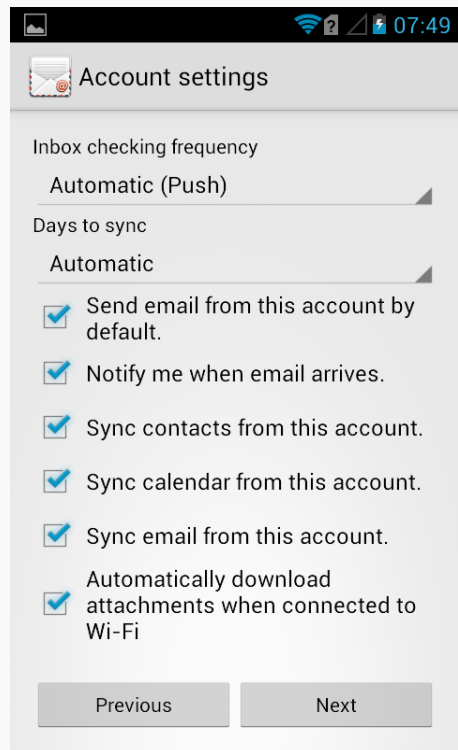 07:49
Account settings
Inbox checking frequency
Automatic (Push)
Days to sync
Automatic
Send email from this account by
default.
Notify me when email arrives.
Sync contacts from this account.
Sync calendar from this account.
Sync email from this account.
Automatically download
attachments when connected to
Wi-Fi
Previous
Next